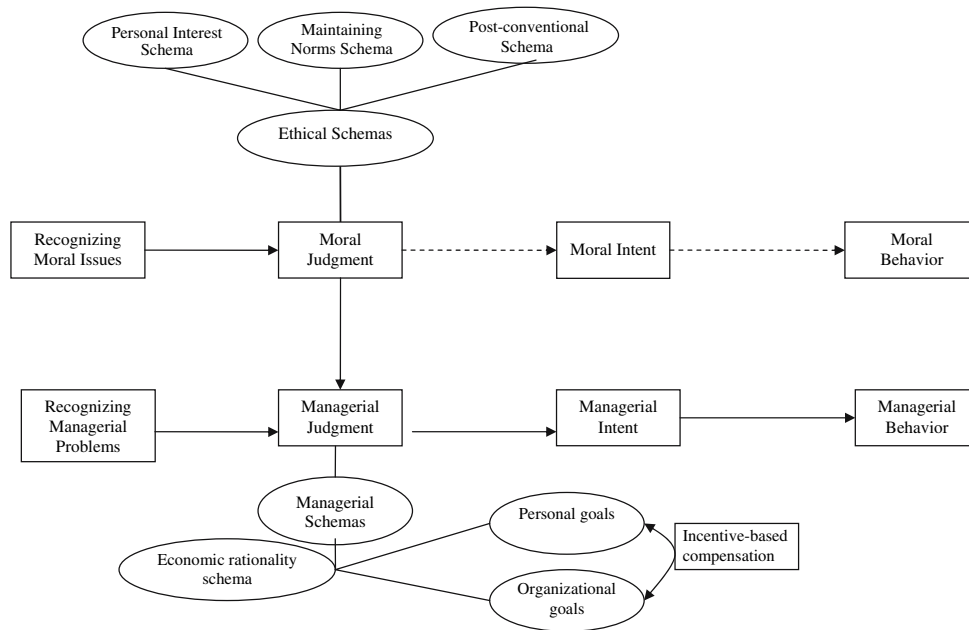 Personal Interest
Schema
Maintaining
Norms Schema
Post-conventional
Schema
Ethical Schemas
Recognizing
Moral Issues
Moral
Judgment
Moral Intent
Moral
Behavior
Recognizing
Managerial
Problems
Managerial
Judgment
Managerial
Intent
Managerial
Behavior
Managerial
Schemas
Personal goals
Incentive-based
compensation
Economic rationality
schema
Organizational
goals